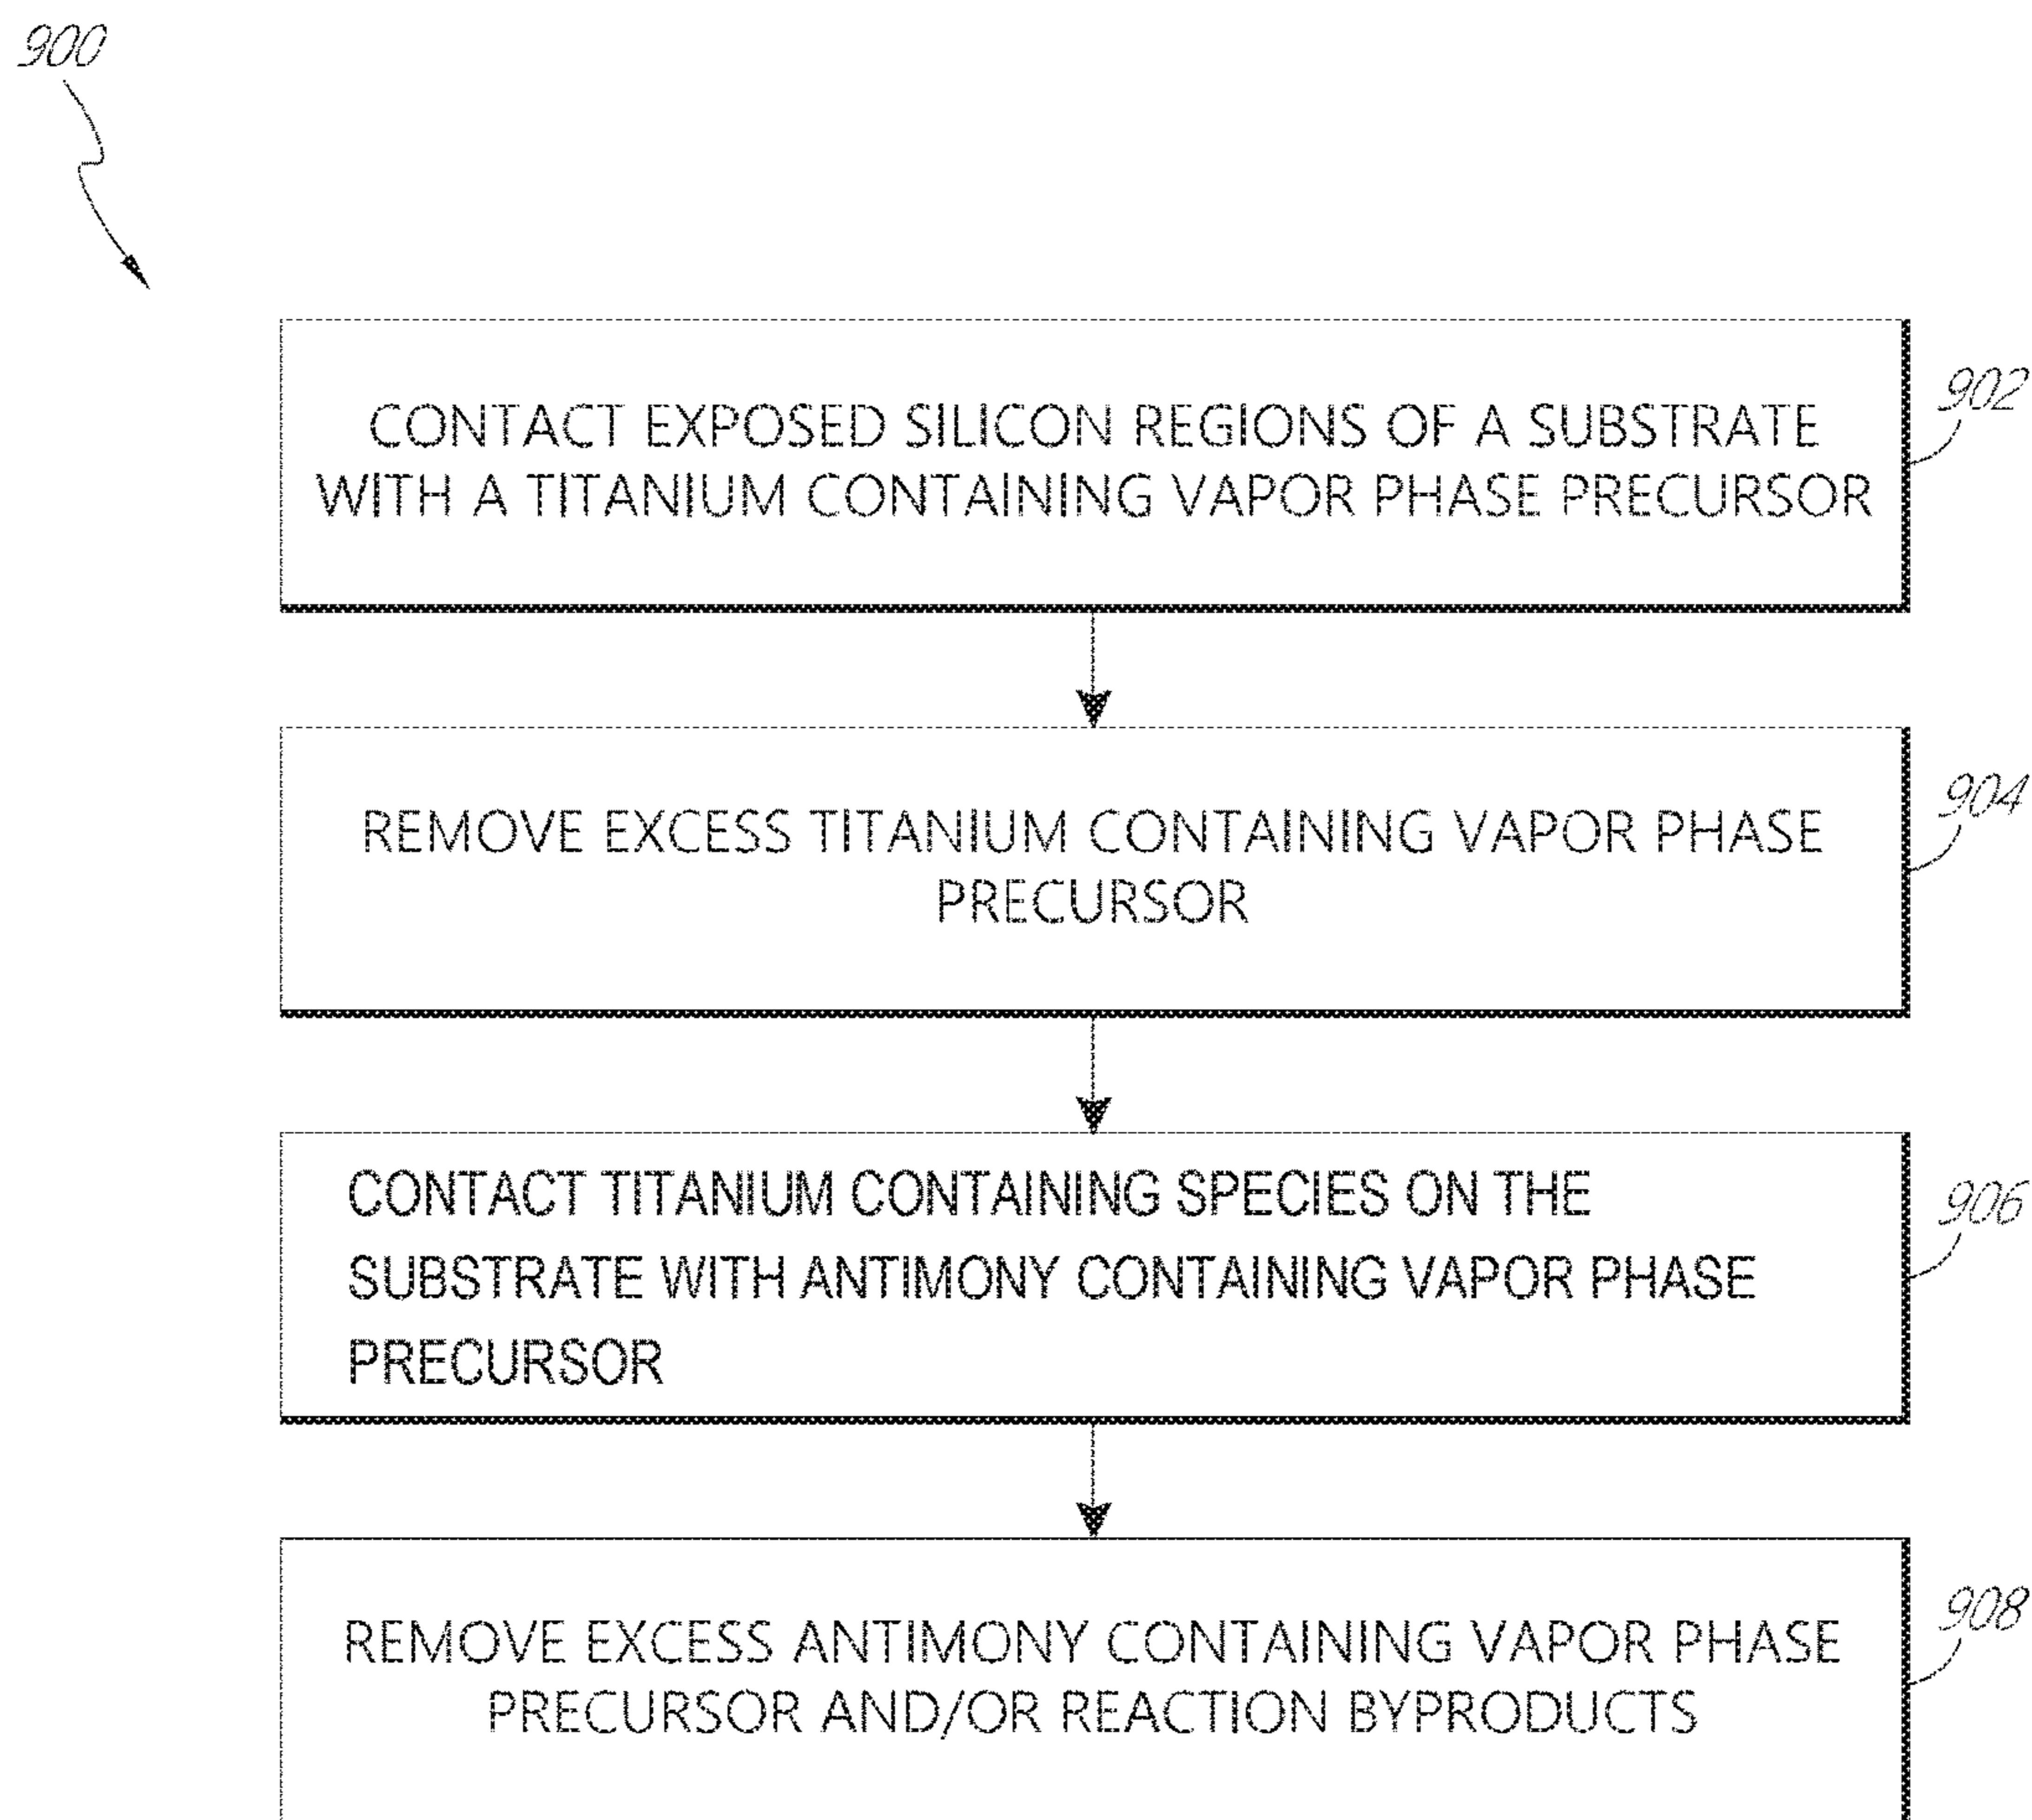 900
CONTACT EXPOSED SILICON REGIONS OF A SUBSTRATE
WITH A TITANIUM CONTAINING VAPOR PHASE PRECURSOR
902
REMOVE EXCESS TITANIUM CONTAINING VAPOR PHASE
PRECURSOR
904
CONTACT TITANIUM CONTAINING SPECIES ON THE
SUBSTRATE WITH ANTIMONY CONTAINING VAPOR PHASE
PRECURSOR
906
REMOVE EXCESS ANTIMONY CONTAINING VAPOR PHASE
PRECURSOR AND/OR REACTION BYPRODUCTS
908